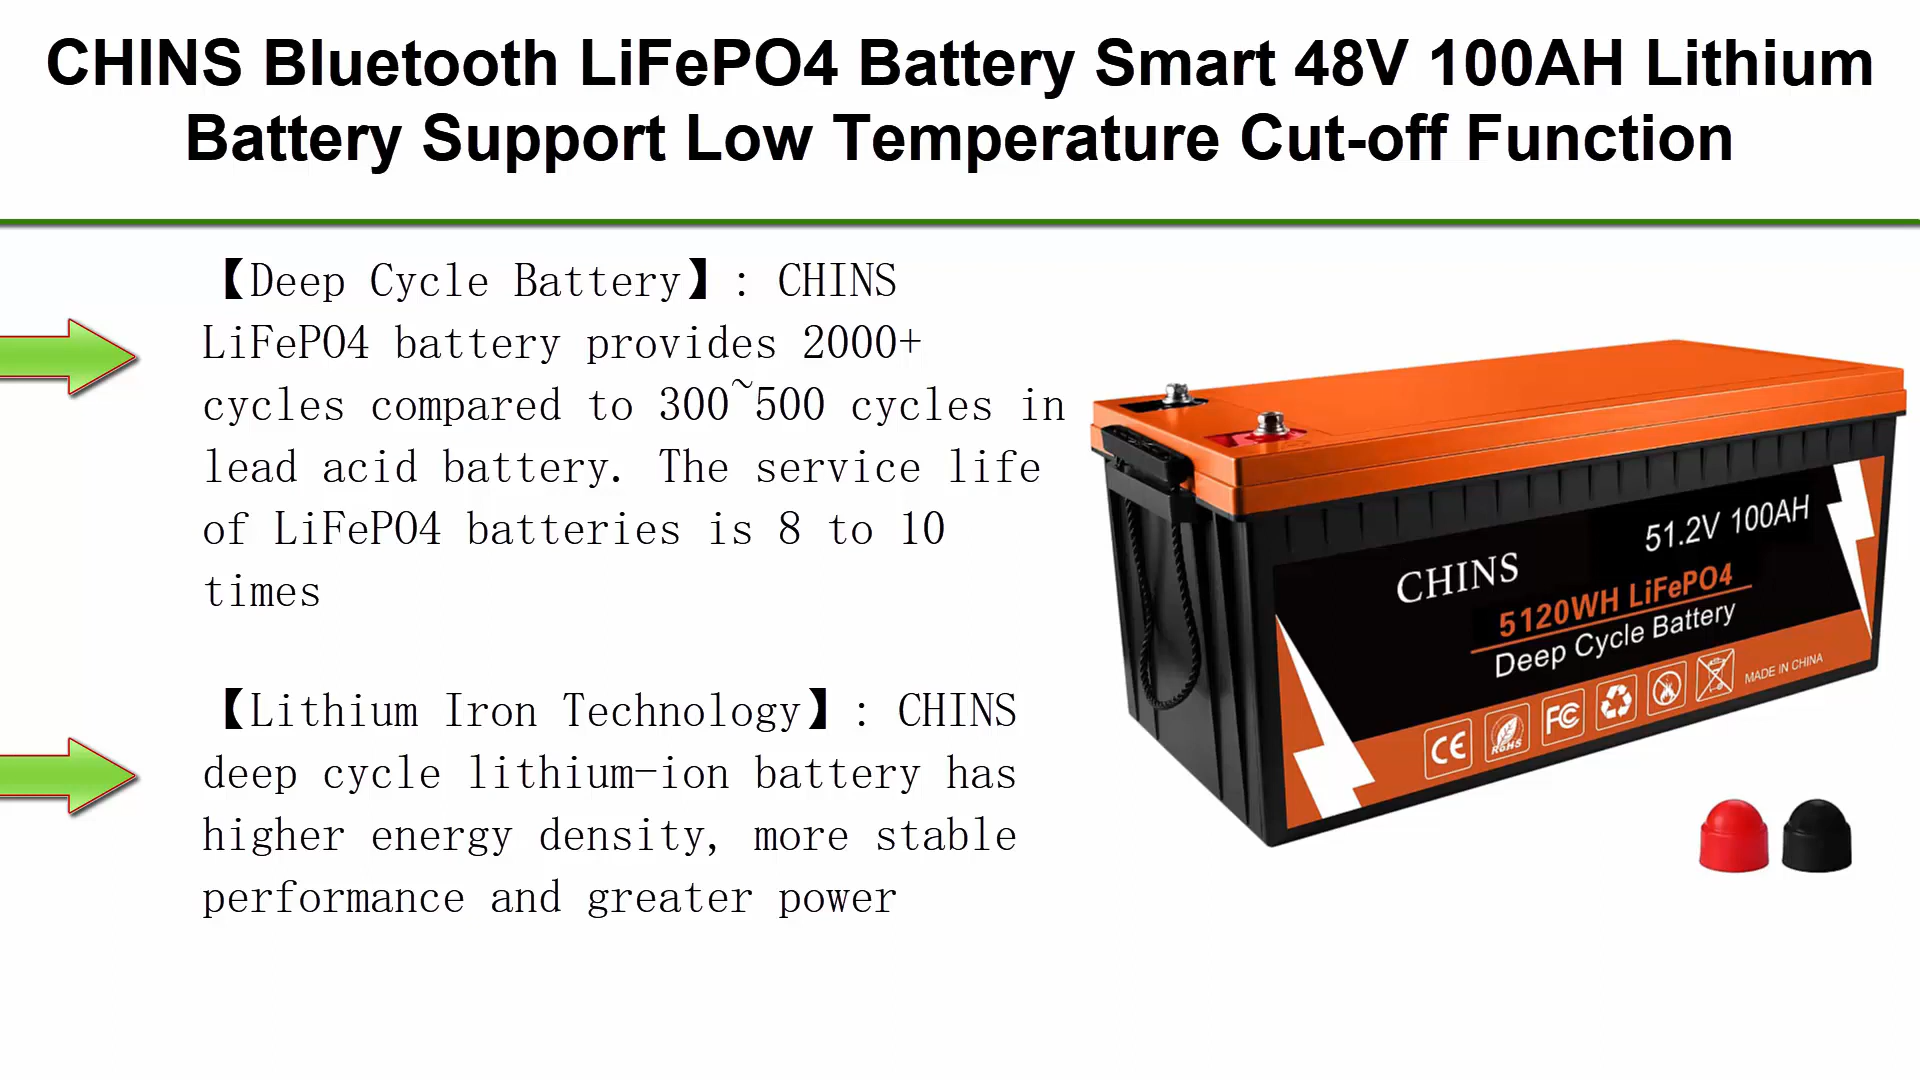 CHINS Bluetooth LiFePO4 Battery Smart 48V 100AH Lithium
Battery Support Low Temperature Cut-off Function
【Deep Cycle Battery】: CHINS
LiFePO4 battery provides 2000+
cycles compared to 300~500 cycles in
lead acid battery. The service life
of LiFePO4 batteries is 8 to 10
times
【Lithium Iron Technology】: CHINS
deep cycle lithium-ion battery has
higher energy density, more stable
performance and greater power
51.2V 100AH
CHINS
5120WH LiFePO4
Deep Cycle Battery
MADE IN CHINA
CE
RoHS
FC